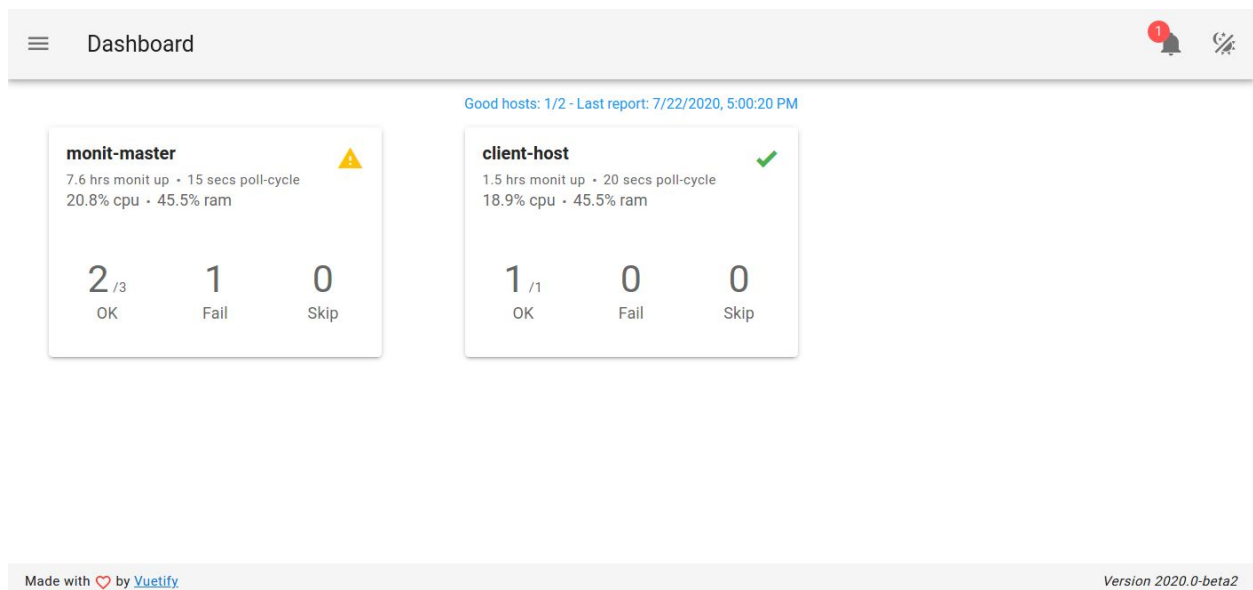 Dashboard
1
Good hosts: 1/2 - Last report: 7/22/2020, 5:00:20 PM
monit-master
7.6 hrs monit up • 15 secs poll-cycle
20.8% cpu • 45.5% ram
2 /3
1
0
OK
Fail
Skip
client-host
1.5 hrs monit up • 20 secs poll-cycle
18.9% cpu • 45.5% ram
1 /1
0
0
OK
Fail
Skip
Made with ♡ by Vuetify
Version 2020.0-beta2